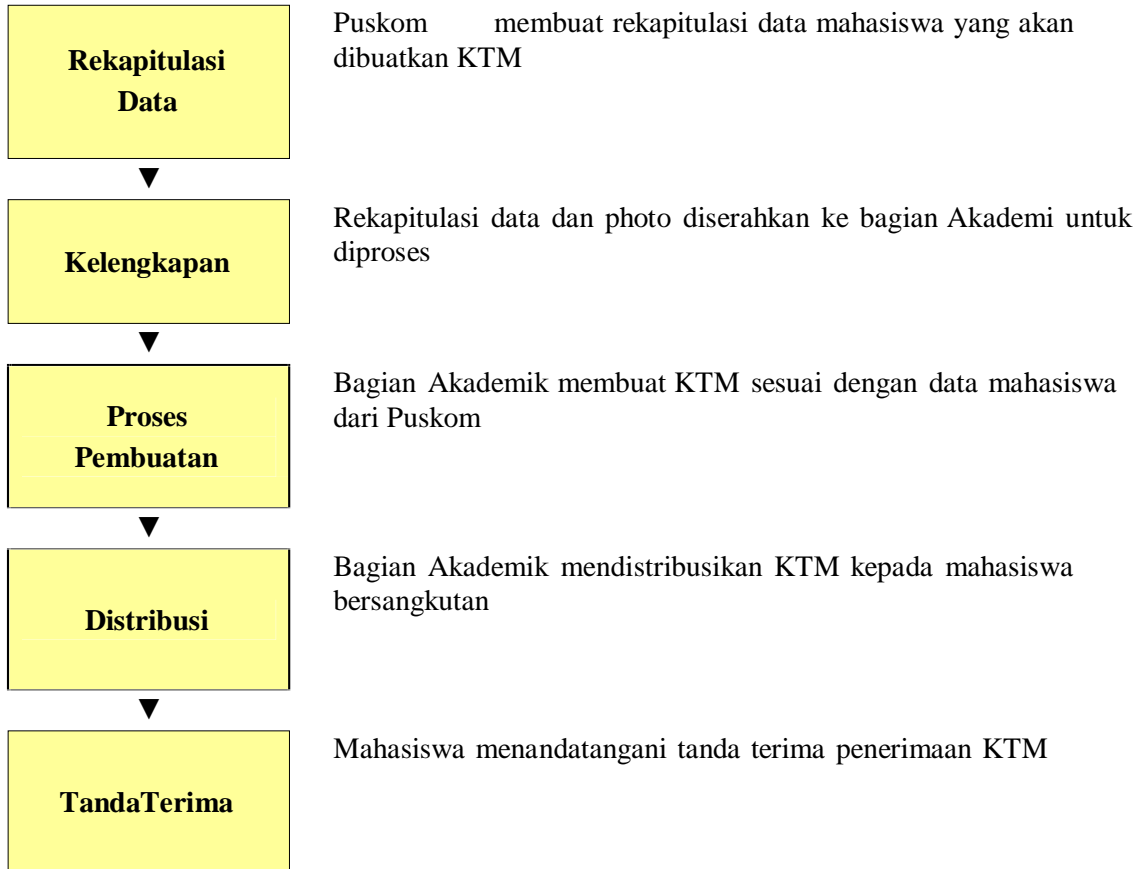 Rekapitulasi
Data
Puskom membuat rekapitulasi data mahasiswa yang akan
dibuatkan KTM
▼
Kelengkapan
Rekapitulasi data dan photo diserahkan ke bagian Akademi untuk
diproses
▼
Proses
Pembuatan
Bagian Akademik membuat KTM sesuai dengan data mahasiswa
dari Puskom
▼
Distribusi
Bagian Akademik mendistribusikan KTM kepada mahasiswa
bersangkutan
▼
TandaTerima
Mahasiswa menandatangani tanda terima penerimaan KTM